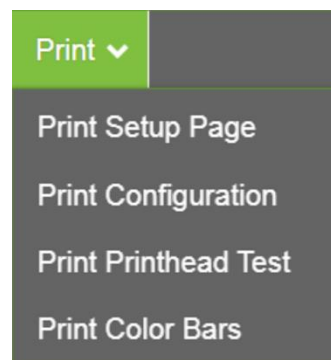 Print
Print Setup Page
Print Configuration
Print Printhead Test
Print Color Bars